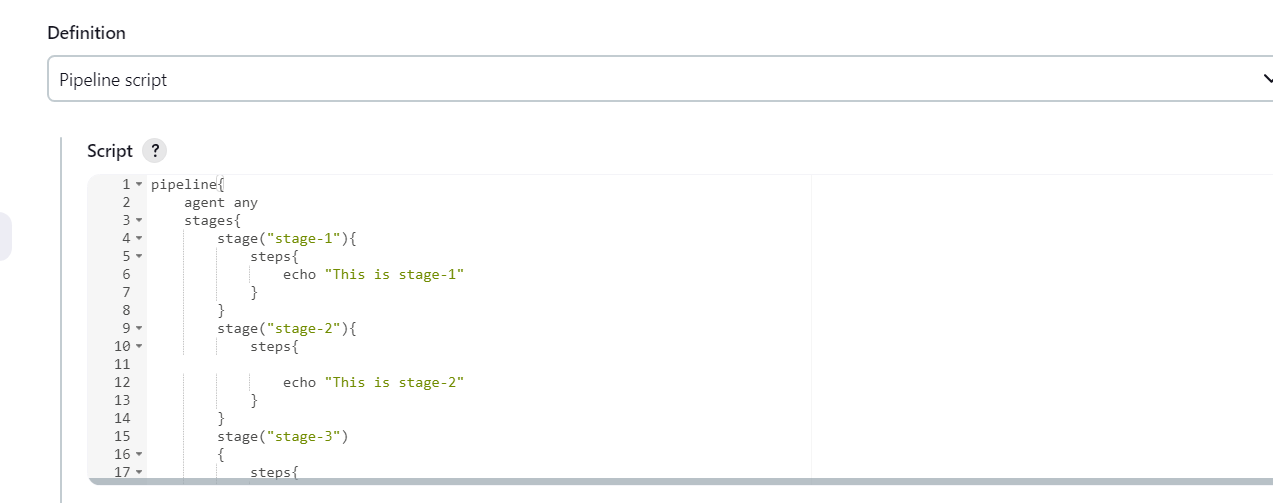 Definition
Pipeline script
Script ?
1 pipeline{
2 agent any
3 stages{
4 stage("stage-1"){
5 steps{
6 echo "This is stage-1"
7 }
8 }
9 stage("stage-2"){
10 steps{
11
12 echo "This is stage-2"
13 }
14 }
15 stage("stage-3")
16 {
17 steps{